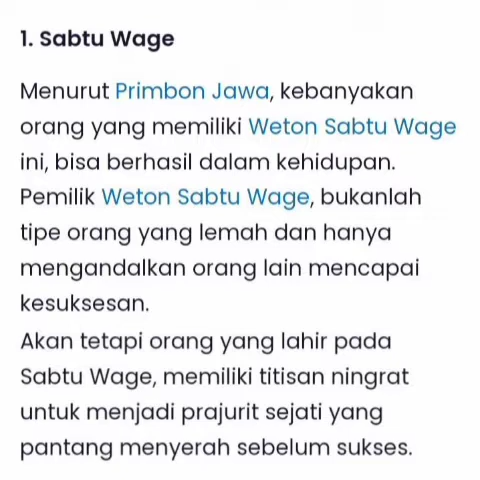 1. Sabtu Wage
Menurut Primbon Jawa, kebanyakan
orang yang memiliki Weton Sabtu Wage
ini, bisa berhasil dalam kehidupan.
Pemilik Weton Sabtu Wage, bukanlah
tipe orang yang lemah dan hanya
mengandalkan orang lain mencapai
kesuksesan.
Akan tetapi orang yang lahir pada
Sabtu Wage, memiliki titisan ningrat
untuk menjadi prajurit sejati yang
pantang menyerah sebelum sukses.